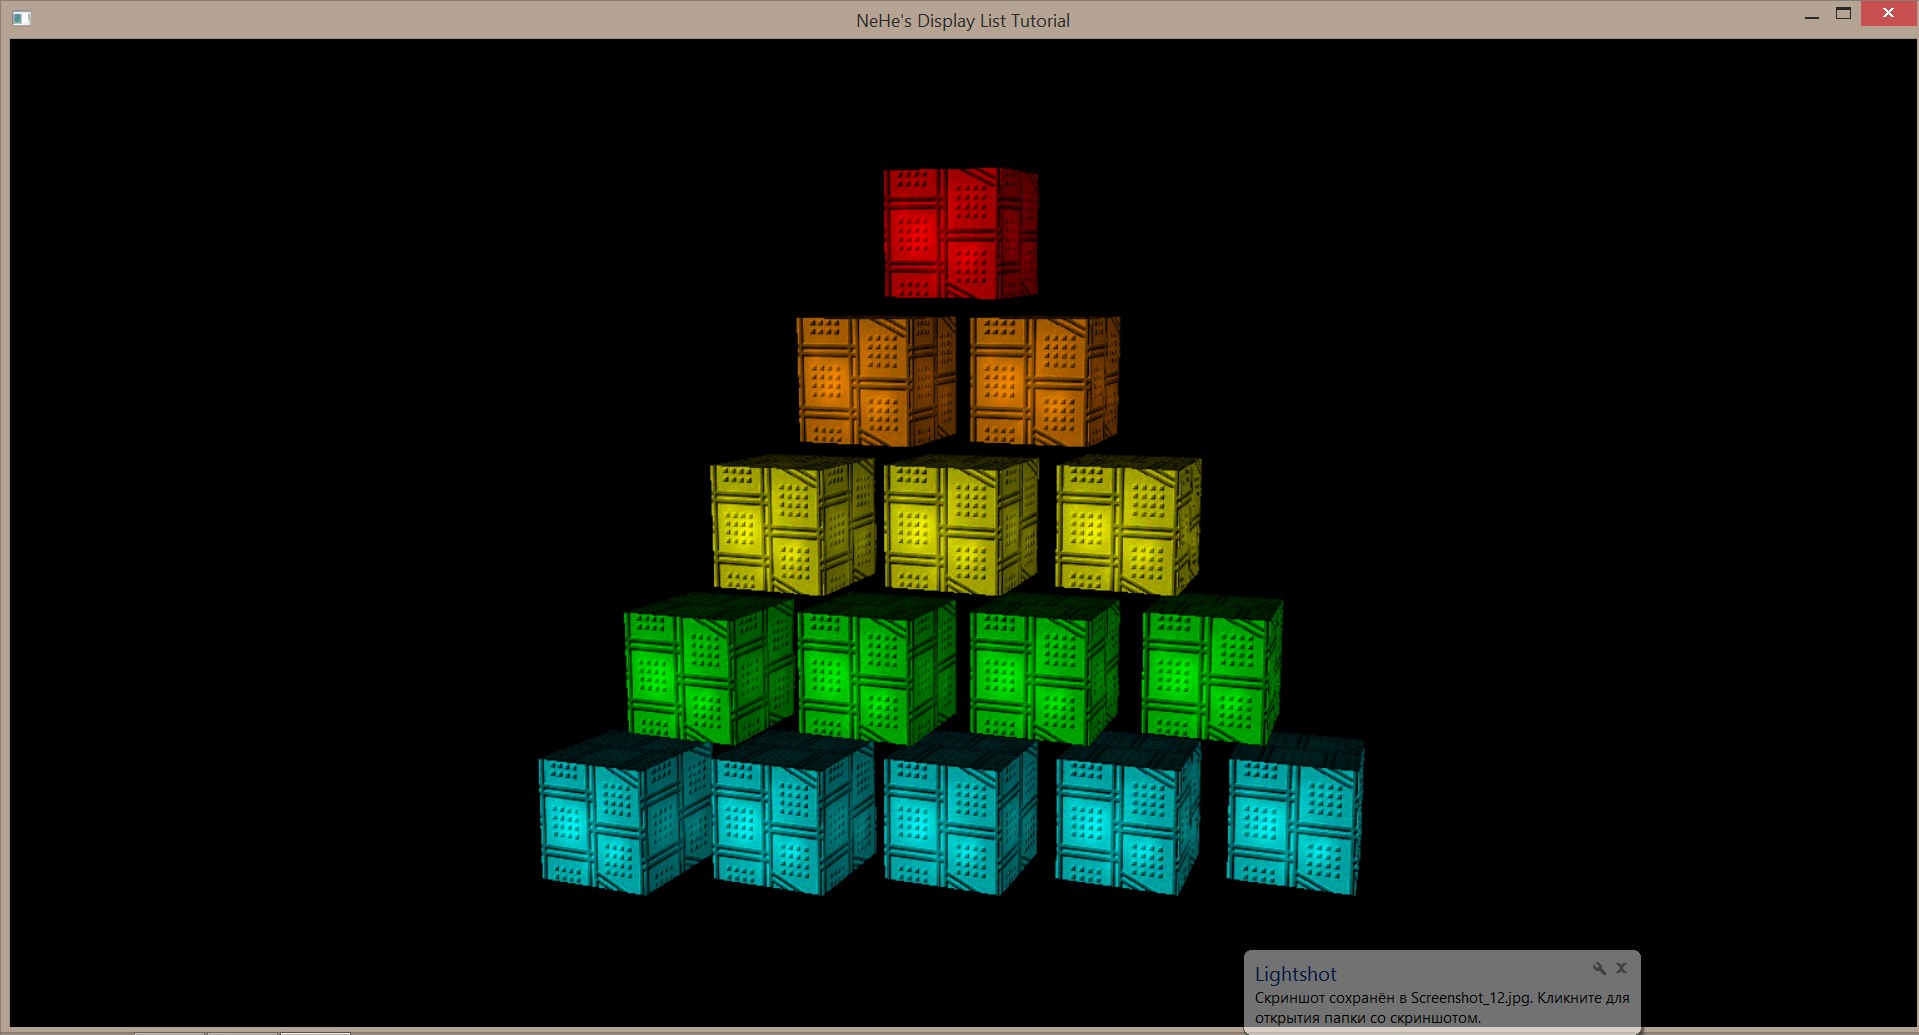 NeHe's Display List Tutorial
Lightshot
Скриншот сохранён в Screenshot_12.jpg. Кликните для
открытия папки со скриншотом.